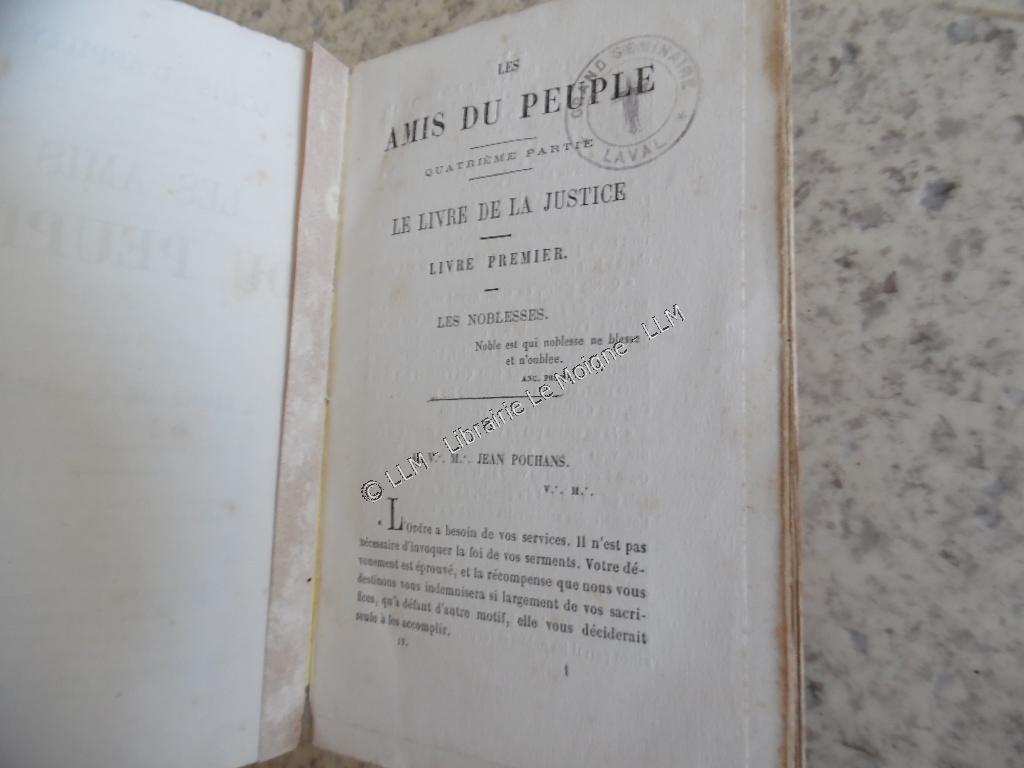 LES
AMIS DU PEUPLE
GRAND SEMINAIRE
* LAVAL *
QUATRIÈME PARTIE
LE LIVRE DE LA JUSTICE
LIVRE PREMIER.
LES NOBLESSES.
Noble est qui noblesse ne blesse
et n'oublee.
ANC.
© LLM - Librairie Le Moigne - LLM
V∴ M∴ JEAN POUHANS.
V∴ M∴
L'ordre a besoin de vos services. Il n'est pas
nécessaire d'invoquer la foi de vos serments. Votre dé-
vouement est éprouvé, et la récompense que nous vous
destinons vous indemnisera si largement de vos sacri-
fices, qu'à défaut d'autre motif, elle vous déciderait
seule à les accomplir.
IV.
1